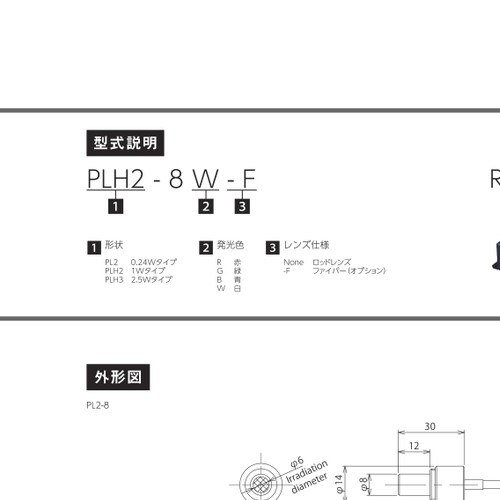 型式説明
PLH2 - 8 W - F
1 2 3
1 形状
PL2 0.24Wタイプ
PLH2 1Wタイプ
PLH3 2.5Wタイプ
2 発光色
R 赤
G 緑
B 青
W 白
3 レンズ仕様
None ロッドレンズ
-F ファイバー（オプション）
R
外形図
PL2-8
φ6
Irradiation
diameter
30
12
φ14
φ8